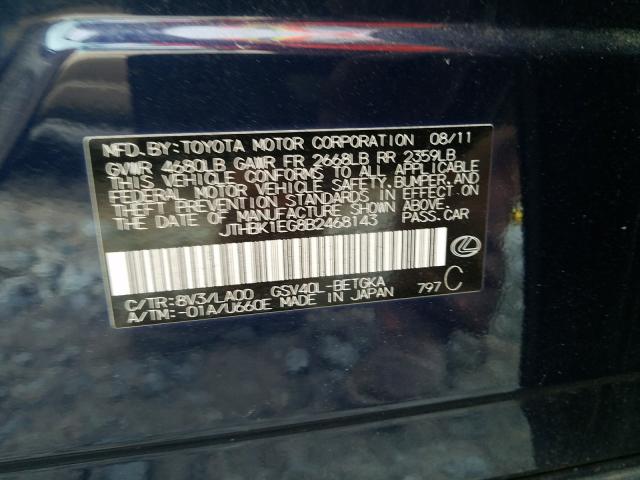 MFD.BY:TOYOTA MOTOR CORPORATION 08/11
GVWR 4680LB GAWR FR 2668LB RR 2359LB
THIS VEHICLE CONFORMS TO ALL APPLICABLE
FEDERAL MOTOR VEHICLE SAFETY,BUMPER,AND
THEFT PREVENTION STANDARDS IN EFFECT ON
THE DATE OF MANUFACTURE SHOWN ABOVE.
JTHBK1EG8B2468143 PASS.CAR
C/TR:8V3/LA00 GSV40L-BETGKA
A/TM:-01A/U660E MADE IN JAPAN 797 C